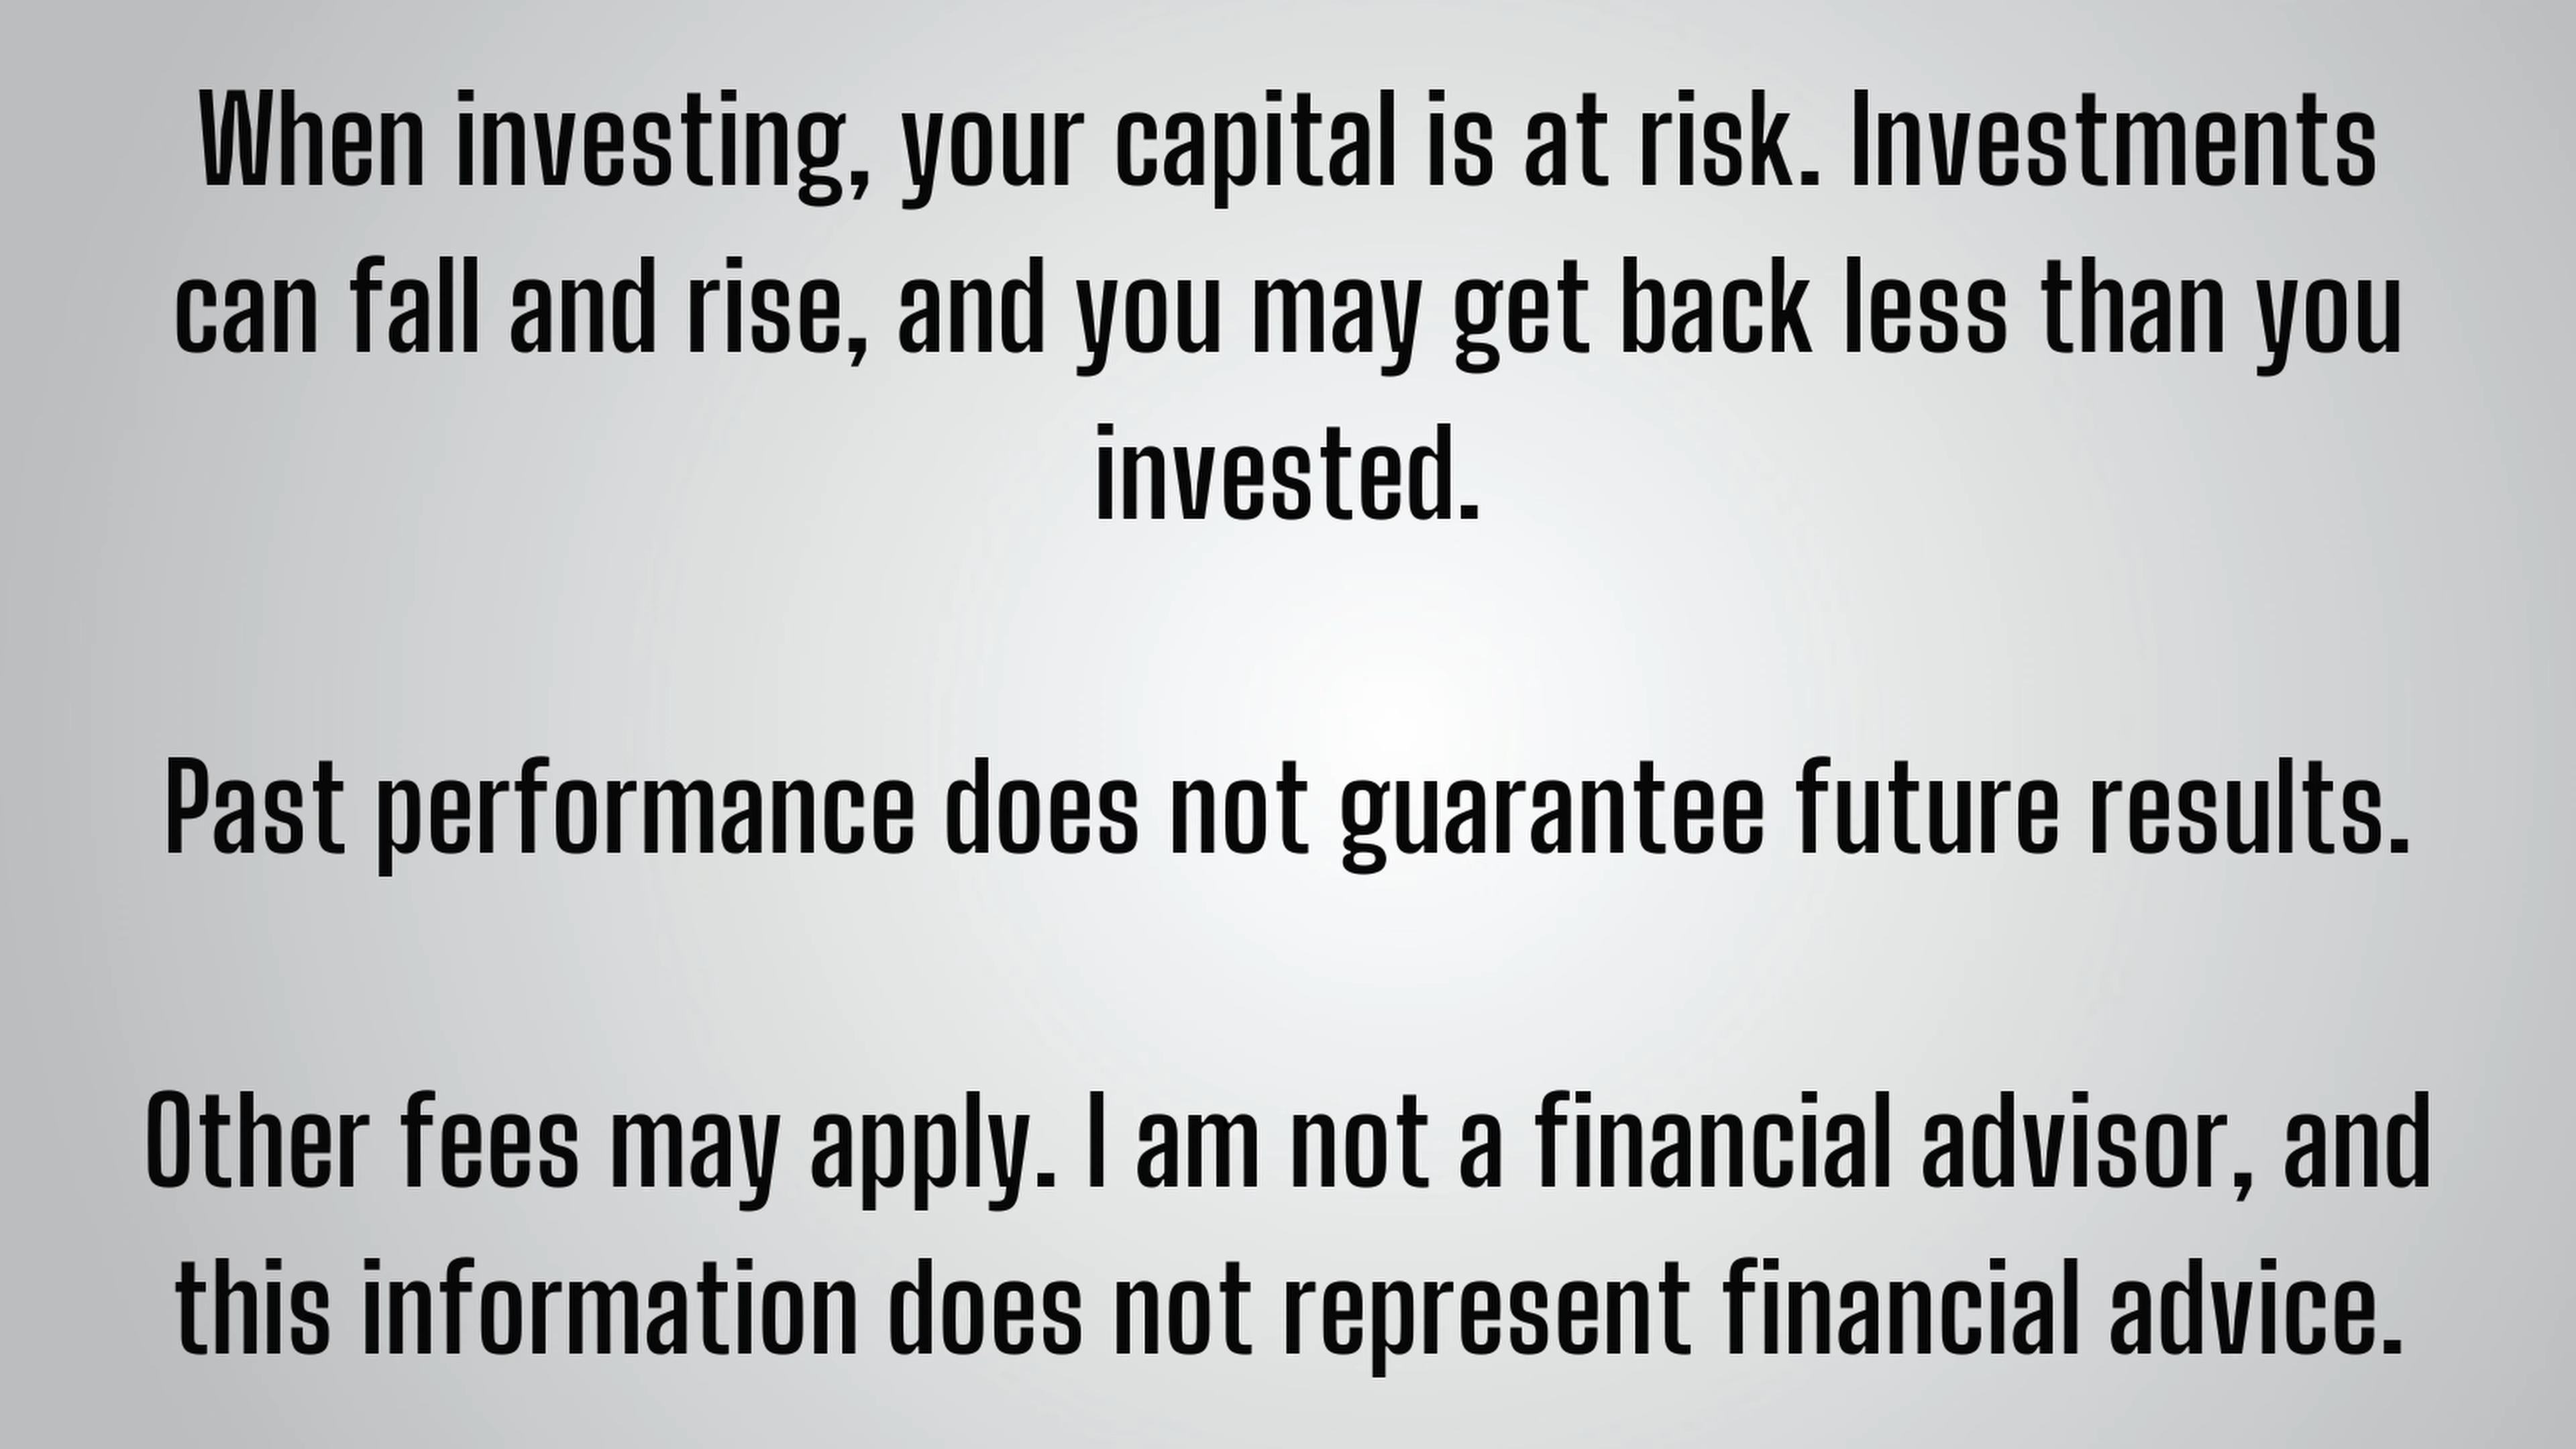 When investing, your capital is at risk. Investments
can fall and rise, and you may get back less than you
invested.
Past performance does not guarantee future results.
Other fees may apply. I am not a financial advisor, and
this information does not represent financial advice.